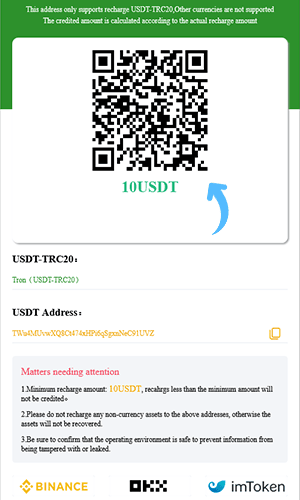 This address only supports recharge USDT-TRC20,Other currencies are not supported
The credited amount is calculated according to the actual recharge amount
10USDT
USDT-TRC20:
Tron（USDT-TRC20）
USDT Address:
Matters needing attention
1.Minimum recharge amount: 10USDT, recahrgs less than the minimum amount
will not be credited。
2.Please do not recharge any non-currency assets to the above addresses, otherwise the
assets will not be recovered.
3.Be sure to confirm that the operating environment is safe to prevent information from
being tampered with or leaked.
BINANCE
OKX
imToken